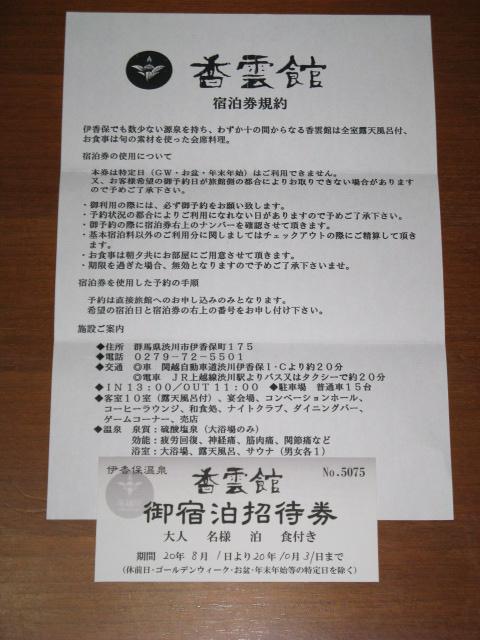 香雲館
宿泊券規約
伊香保でも数少ない源泉を持ち、わずか十の間からなる香雲館は全室露天風呂付、
お食事は旬の素材を使った会席料理。
宿泊券の使用について
本券は特定日（ＧＷ・お盆・年末年始）はご利用できません。
又、お客様希望の御予約日が旅館側の都合によりお取りできない場合があります
ので予めご了承下さい。
・御利用の際には、必ず御予約をお願い致します。
・予約状況の都合によりご利用になれない日がありますので予めご了承下さい。
・御予約の際に宿泊券右上のナンバーを確認させて頂きます。
・基本宿泊料以外のご利用分に関しましてはチェックアウトの際にご精算して頂き
ます。
・お食事は朝夕共にお部屋にご用意させて頂きます。
・期限を過ぎた場合、無効となりますので予めご了承下さいませ。
宿泊券を使用した予約の手順
予約は直接旅館へのお申し込みのみとなります。
希望の宿泊日と宿泊券の右上の番号をお申し付け下さい。
施設ご案内
◆住所　群馬県渋川市伊香保町１７５
◆電話　０２７９－７２－５５０１
◆交通　◎車　関越自動車道渋川伊香保Ｉ・Ｃより約２０分
◎電車　ＪＲ上越線渋川駅よりバス又はタクシーで約２０分
◆ＩＮ１３：００／ＯＵＴ１１：００　◆駐車場　普通車１５台
◆客室１０室（露天風呂付）、宴会場、コンベーションホール、
コーヒーラウンジ、和食処、ナイトクラブ、ダイニングバー、
ゲームコーナー、売店
◆温泉　泉質：硫酸塩泉（大浴場のみ）
効能：疲労回復、神経痛、筋肉痛、関節痛など
浴室：大浴場、露天風呂、サウナ（男女各１）
伊香保温泉
No.5075
香雲館
御宿泊招待券
大人　名様　泊　食付き
期間 20年 8月 1日より20年10月31日まで
（休前日・ゴールデンウィーク・お盆・年末年始等の特定日を除く）